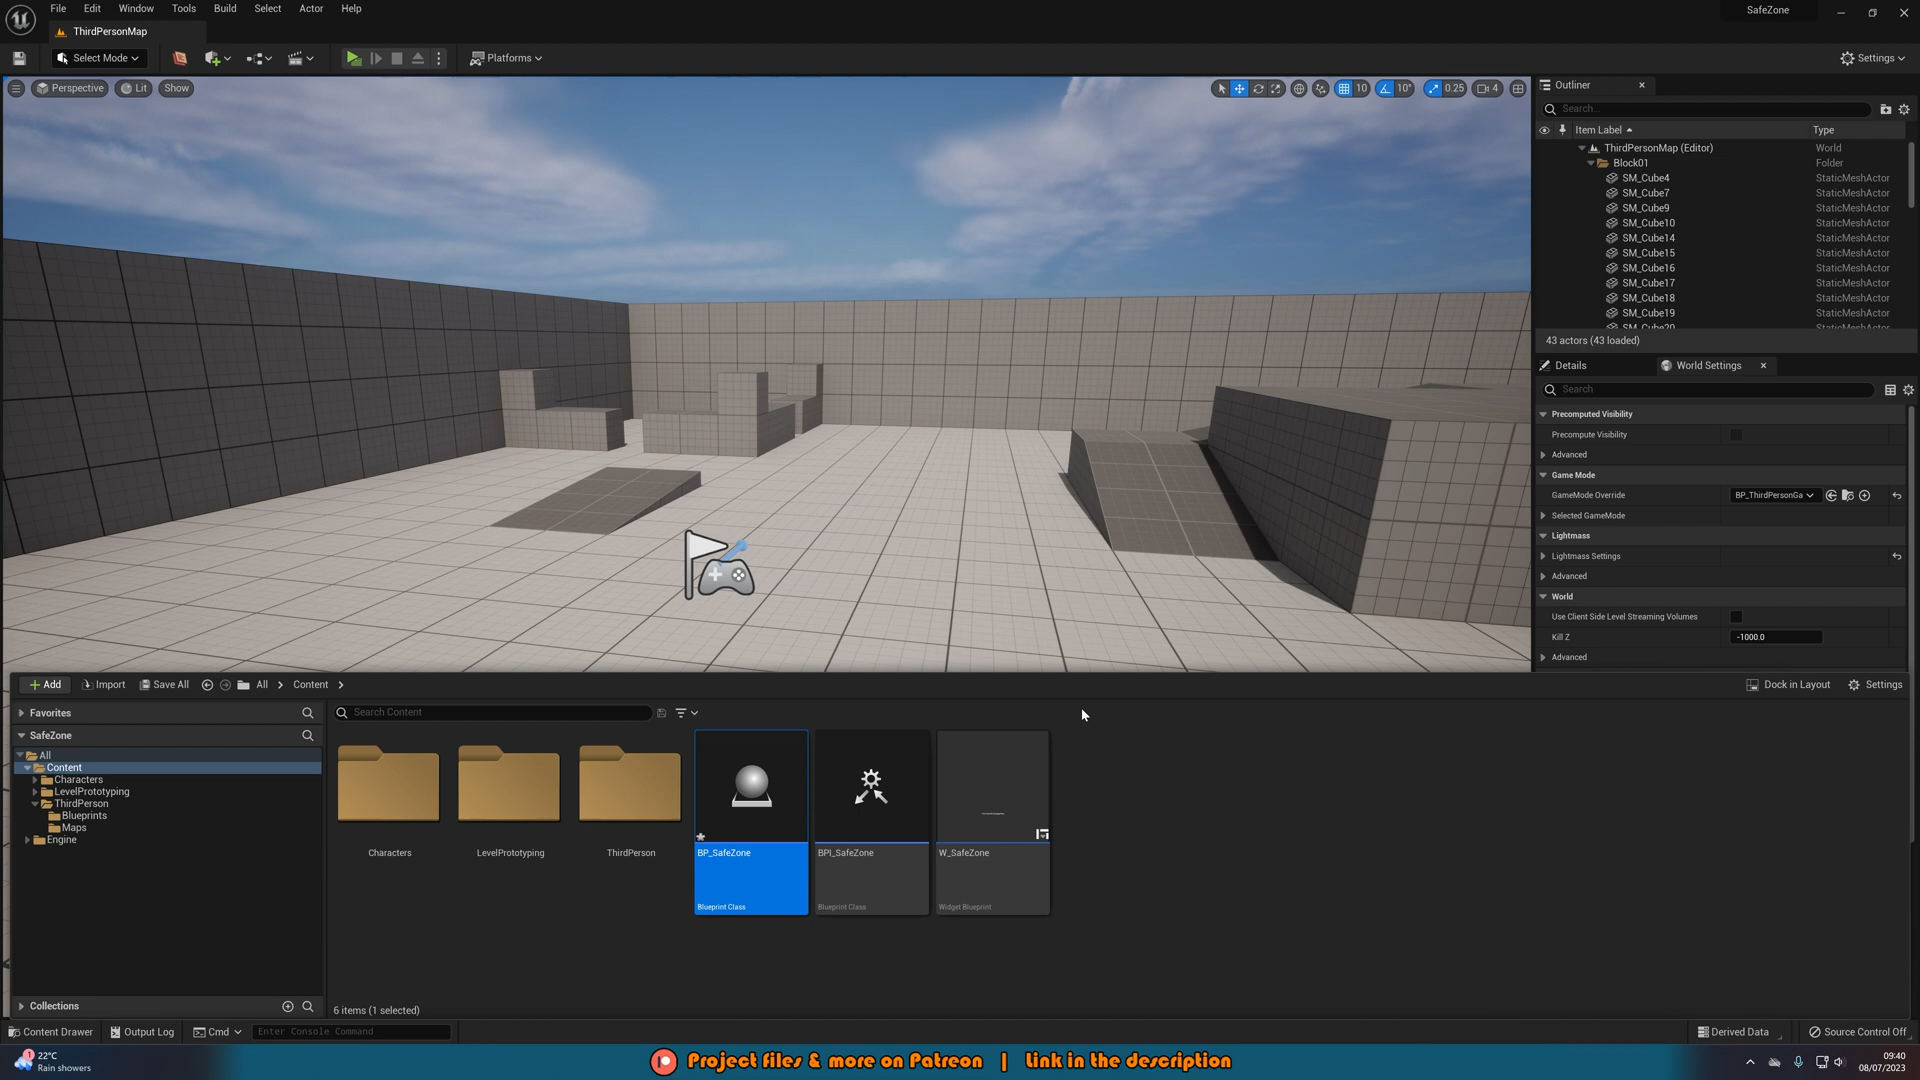 File Edit Window Tools Build Select Actor Help
SafeZone
ThirdPersonMap
Select Mode
Platforms
Settings
Perspective Lit Show
10 10° 0.25 4
Outliner
Search...
Item Label Type
ThirdPersonMap (Editor) World
Block01 Folder
SM_Cube4 StaticMeshActor
SM_Cube7 StaticMeshActor
SM_Cube9 StaticMeshActor
SM_Cube10 StaticMeshActor
SM_Cube14 StaticMeshActor
SM_Cube15 StaticMeshActor
SM_Cube16 StaticMeshActor
SM_Cube17 StaticMeshActor
SM_Cube18 StaticMeshActor
SM_Cube19 StaticMeshActor
SM_Cube20 StaticMeshActor
43 actors (43 loaded)
Details World Settings
Search
Precomputed Visibility
Precompute Visibility
Advanced
Game Mode
GameMode Override BP_ThirdPersonGa
Selected GameMode
Lightmass
Lightmass Settings
Advanced
World
Use Client Side Level Streaming Volumes
Kill Z -1000.0
Advanced
Add Import Save All All Content
Dock in Layout Settings
Favorites
Search Content
SafeZone
All
Content
Characters
LevelPrototyping
ThirdPerson
Blueprints
Maps
Engine
Characters LevelPrototyping ThirdPerson BP_SafeZone BPI_SafeZone W_SafeZone
Blueprint Class Blueprint Class Widget Blueprint
Collections
6 items (1 selected)
Content Drawer Output Log Cmd Enter Console Command
Derived Data Source Control Off
1
22°C
Rain showers
Project files & more on Patreon | Link in the description
09:40
08/07/2023